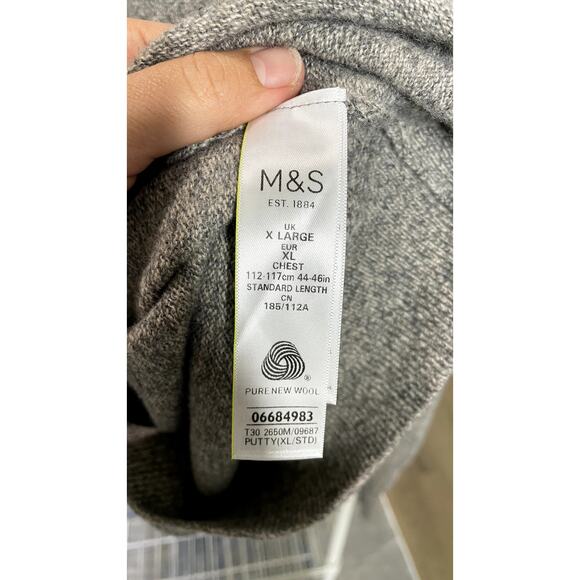 M&S
EST. 1884
UK
X LARGE
EUR
XL
CHEST
112-117cm 44-46in
STANDARD LENGTH
CN
185/112A
®
PURE NEW WOOL
06684983
T30 2650M/09687
PUTTY(XL/STD)